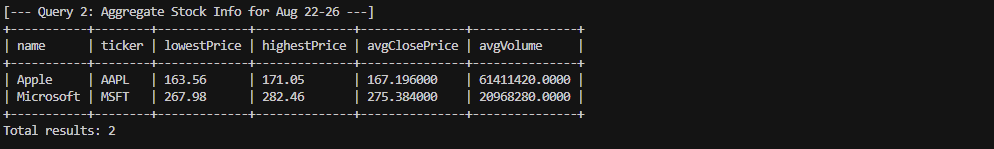 [--- Query 2: Aggregate Stock Info for Aug 22-26 ---]
+-----------+--------+-------------+--------------+---------------+---------------+
| name      | ticker | lowestPrice | highestPrice | avgClosePrice | avgVolume     |
+-----------+--------+-------------+--------------+---------------+---------------+
| Apple     | AAPL   | 163.56      | 171.05       | 167.196000    | 61411420.0000 |
| Microsoft | MSFT   | 267.98      | 282.46       | 275.384000    | 20968280.0000 |
+-----------+--------+-------------+--------------+---------------+---------------+
Total results: 2